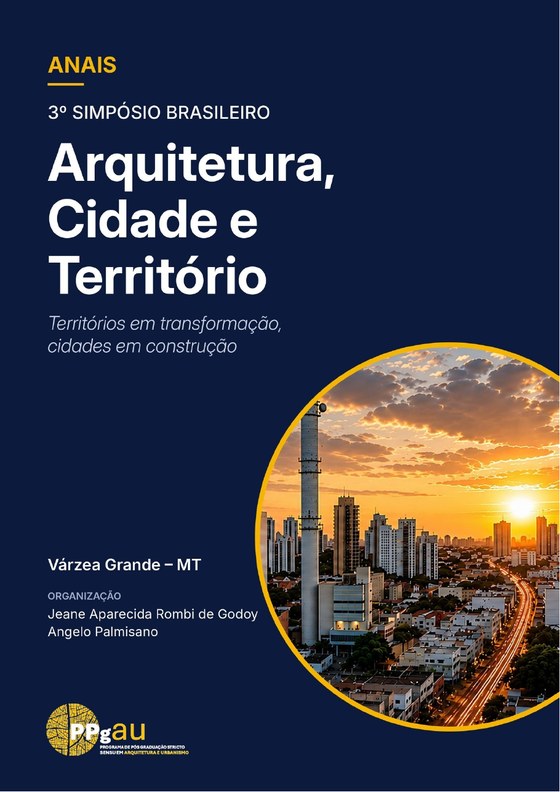 ANAIS
3º SIMPÓSIO BRASILEIRO
Arquitetura,
Cidade e
Território
Territórios em transformação,
cidades em construção
Várzea Grande – MT
ORGANIZAÇÃO
Jeane Aparecida Rombi de Godoy
Angelo Palmisano
PPgau
PROGRAMA DE PÓS GRADUAÇÃO STRICTO
SENSU EM ARQUITETURA E URBANISMO